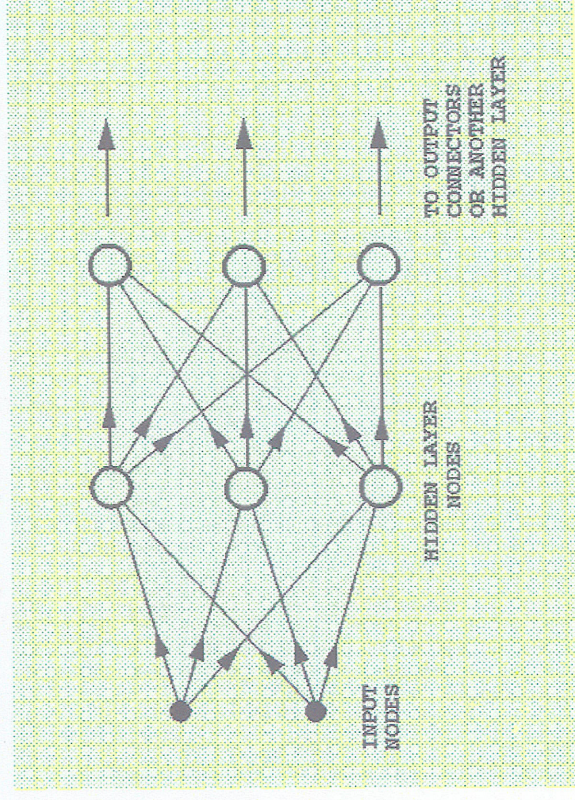 INPUT
NODES
HIDDEN LAYER
NODES
TO OUTPUT
CONNECTORS
OR ANOTHER
HIDDEN LAYER